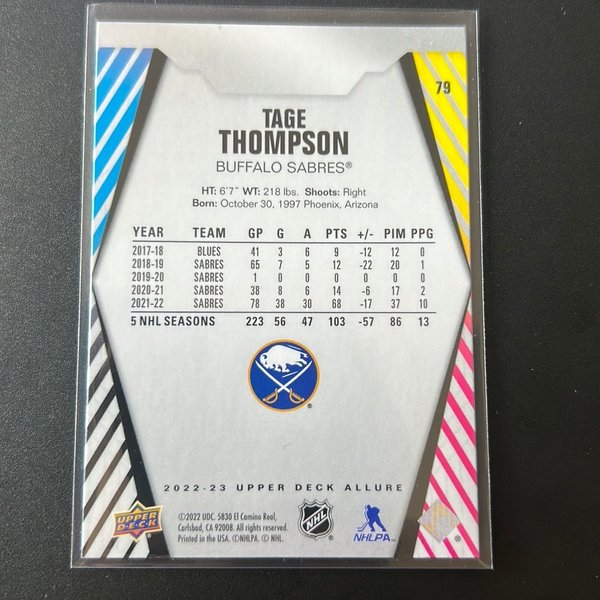 79
TAGE
THOMPSON
BUFFALO SABRES®
HT: 6'7" WT: 218 lbs. Shoots: Right
Born: October 30, 1997 Phoenix, Arizona
YEAR TEAM GP G A PTS +/- PIM PPG
2017-18 BLUES 41 3 6 9 -12 12 0
2018-19 SABRES 65 7 5 12 -22 20 1
2019-20 SABRES 1 0 0 0 0 0 0
2020-21 SABRES 38 8 6 14 -6 17 2
2021-22 SABRES 78 38 30 68 -17 37 10
5 NHL SEASONS 223 56 47 103 -57 86 13
®
2022-23 UPPER DECK ALLURE
UPPER DECK
©2022 UDC. 5830 El Camino Real,
Carlsbad, CA 92008. All rights reserved.
Printed in the USA. ©NHLPA. © NHL.
NHL
NHLPA
®